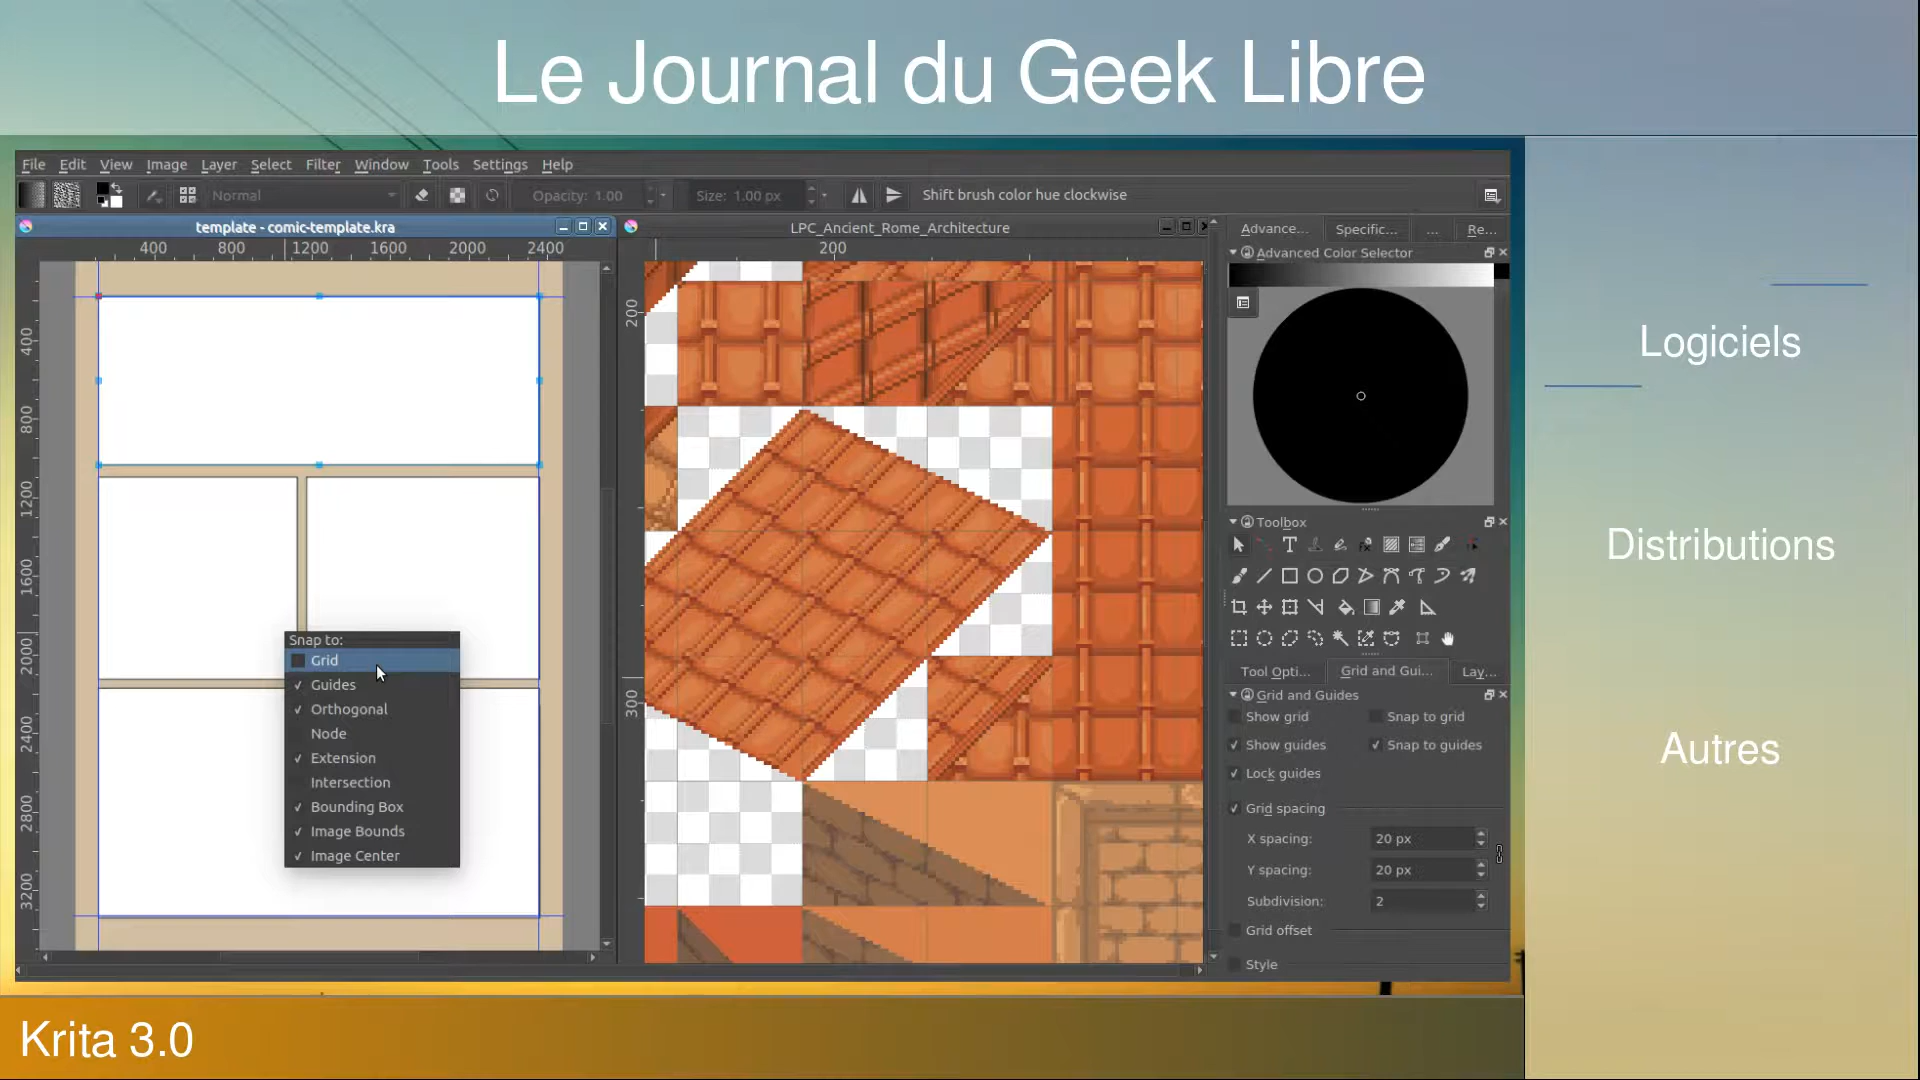 Le Journal du Geek Libre
File Edit View Image Layer Select Filter Window Tools Settings Help
Normal Opacity: 1.00 Size: 1.00 px Shift brush color hue clockwise
template - comic-template.kra
400 800 1200 1600 2000 2400
400
800
1200
1600
2000
2400
2800
3200
Snap to:
Grid
Guides
Orthogonal
Node
Extension
Intersection
Bounding Box
Image Bounds
Image Center
LPC_Ancient_Rome_Architecture
200
200
300
Advance... Specific... ... Re...
Advanced Color Selector
Toolbox
Tool Opti... Grid and Gui... Lay...
Grid and Guides
Show grid Snap to grid
Show guides Snap to guides
Lock guides
Grid spacing
X spacing: 20 px
Y spacing: 20 px
Subdivision: 2
Grid offset
Style
Logiciels
Distributions
Autres
Krita 3.0